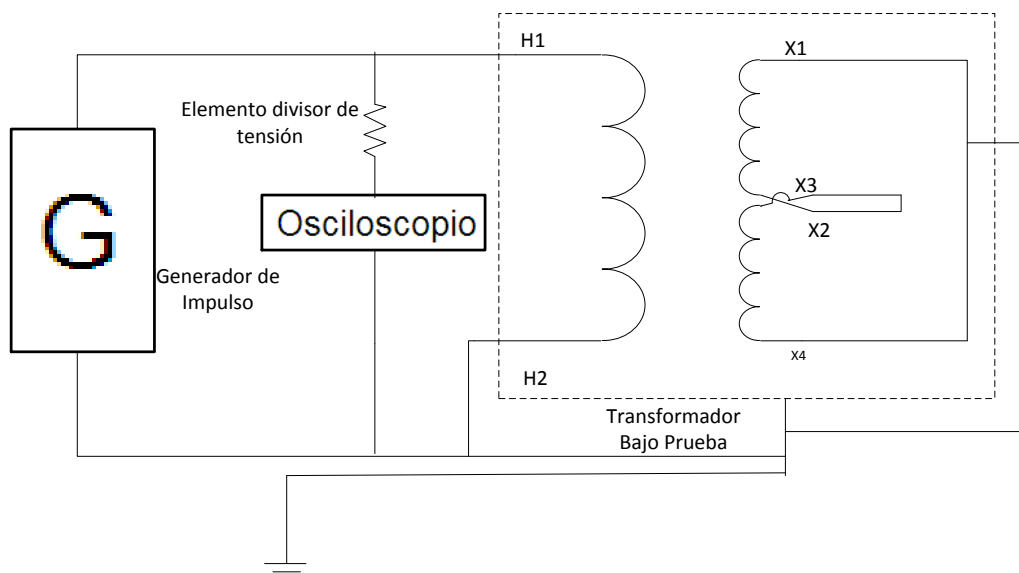 H1
X1
Elemento divisor de
tensión
X3
G
Osciloscopio
X2
Generador de
Impulso
X4
H2
Transformador
Bajo Prueba